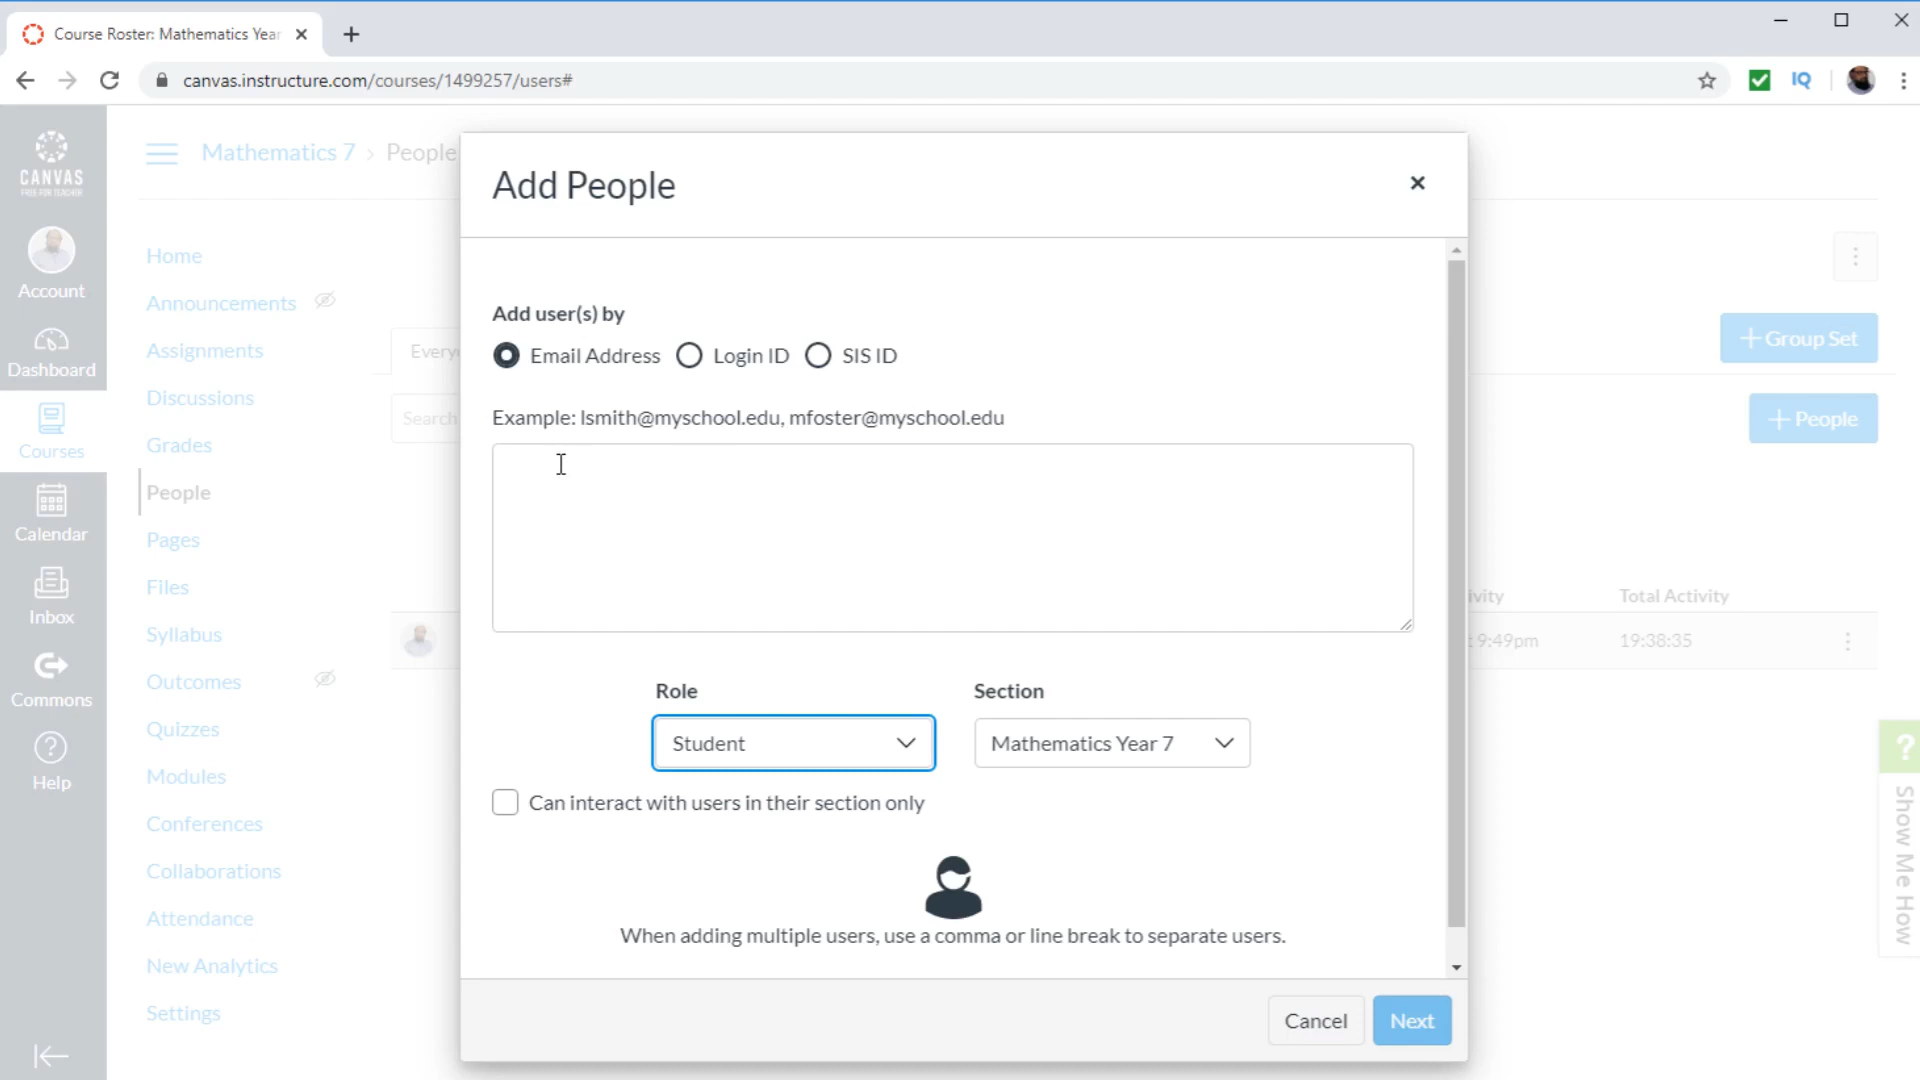 Course Roster: Mathematics Year
canvas.instructure.com/courses/1499257/users#
IQ
CANVAS
FREE FOR TEACHER
Account
Dashboard
Courses
Calendar
Inbox
Commons
Help
Mathematics 7 › People
Home
Announcements
Assignments
Discussions
Grades
People
Pages
Files
Syllabus
Outcomes
Quizzes
Modules
Conferences
Collaborations
Attendance
New Analytics
Settings
Every
Search
Add People
Add user(s) by
Email Address
Login ID
SIS ID
Example: lsmith@myschool.edu, mfoster@myschool.edu
Role
Section
Student
Mathematics Year 7
Can interact with users in their section only
When adding multiple users, use a comma or line break to separate users.
Cancel
Next
+ Group Set
+ People
ivity
Total Activity
9:49pm
19:38:35
? Show Me How